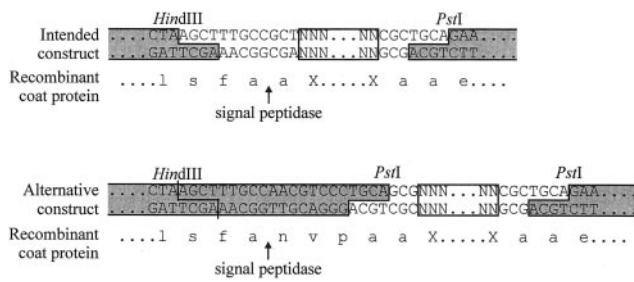 HindIII PstI
Intended ....CTAAGCTTTGCCGCTNNN...NNCGCTGCAGAA....
construct ....GATTCGAAACGGCGANNN...NNGCGACGTCTT....
Recombinant coat protein ....l s f a a X.....X a a e....
signal peptidase
HindIII PstI PstI
Alternative ....CTAAGCTTTGCCAACGTCCCTGCAGCGNNN...NNCGCTGCAGAA....
construct ....GATTCGAAACGGTTGCAGGGACGTCGCNNN...NNGCGACGTCTT....
Recombinant coat protein ....l s f a n v p a a X.....X a a e....
signal peptidase